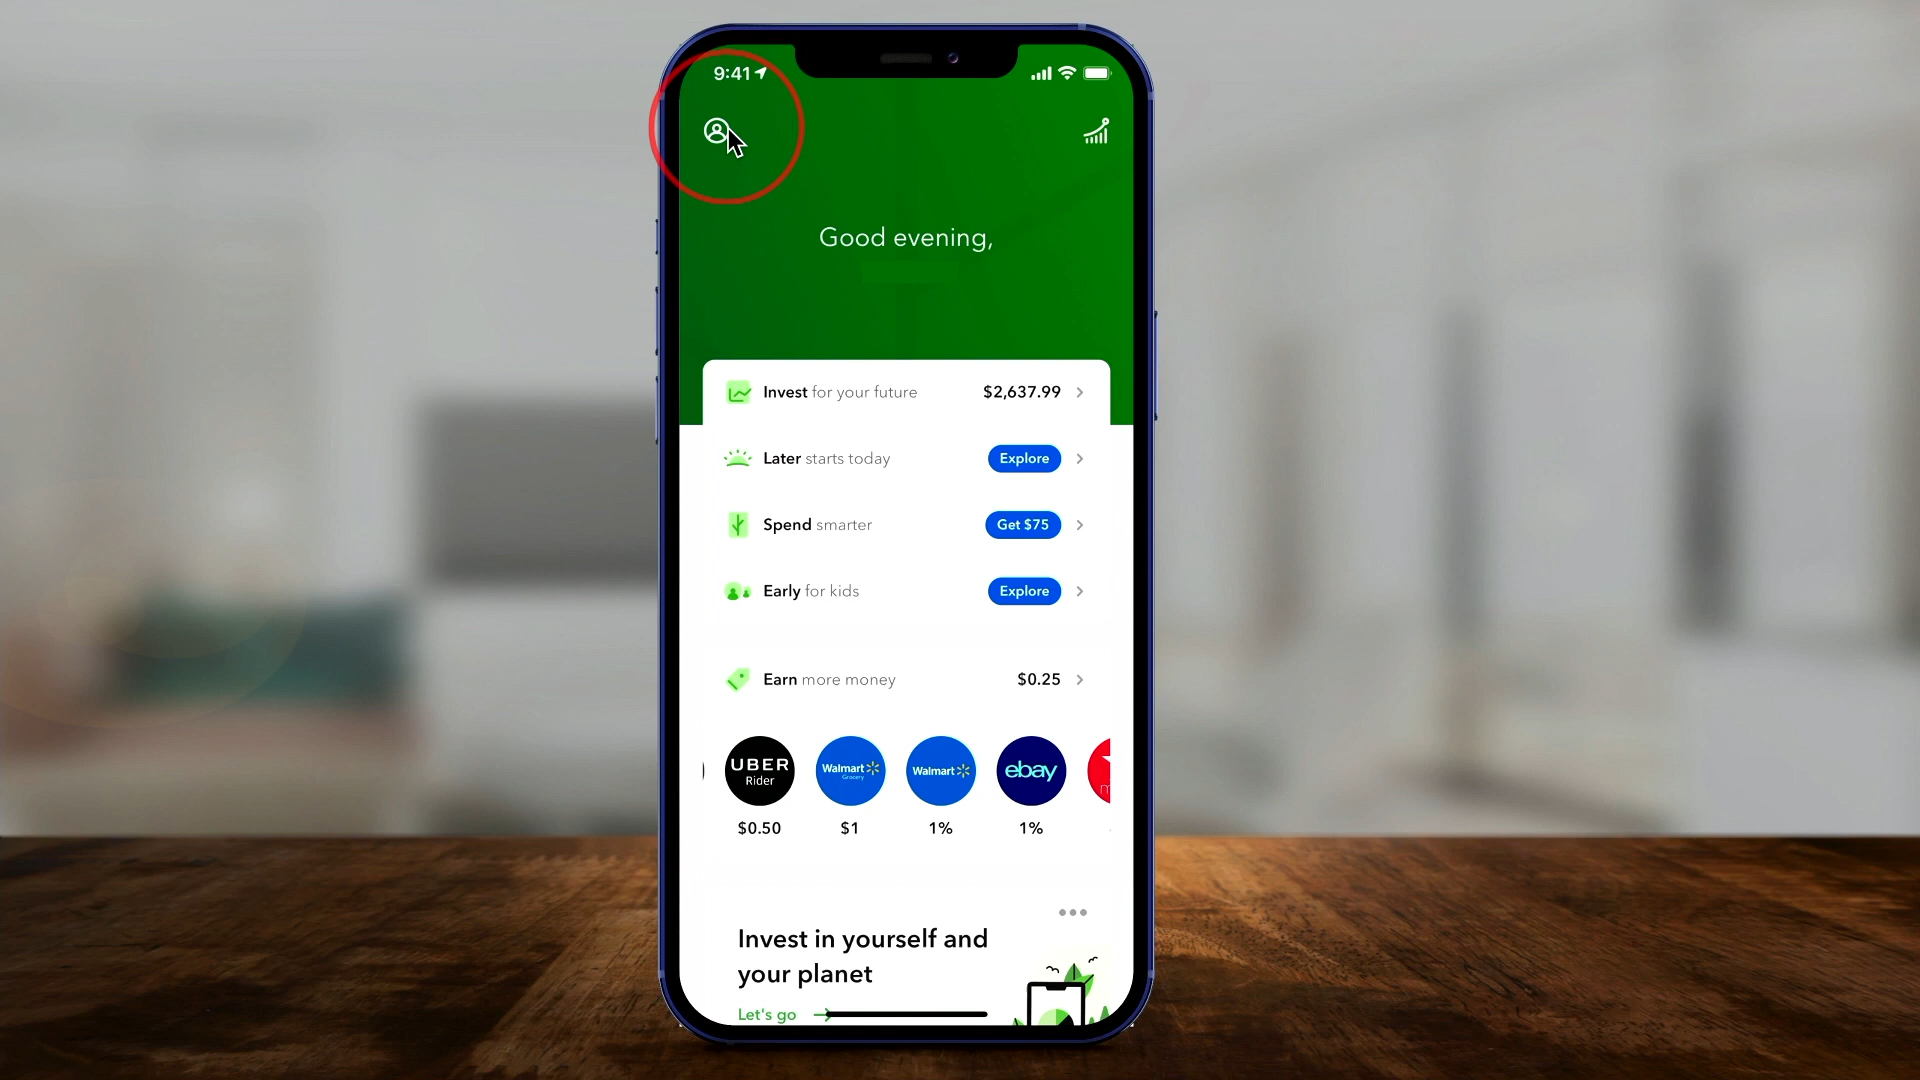 9:41
Good evening,
Invest for your future $2,637.99
Later starts today Explore
Spend smarter Get $75
Early for kids Explore
Earn more money $0.25
UBER
Rider
Walmart
Grocery
Walmart
ebay
$0.50 $1 1% 1%
Invest in yourself and
your planet
Let's go